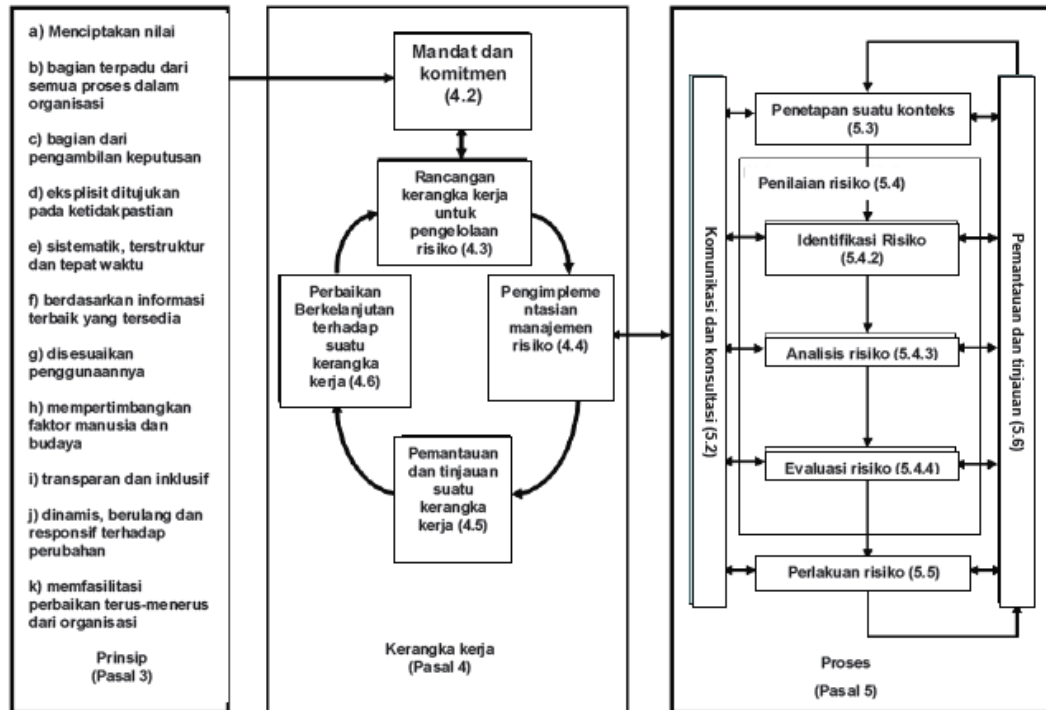 a) Menciptakan nilai
b) bagian terpadu dari
semua proses dalam
organisasi
c) bagian dari
pengambilan keputusan
d) eksplisit ditujukan
pada ketidakpastian
e) sistematik, terstruktur
dan tepat waktu
f) berdasarkan informasi
terbaik yang tersedia
g) disesuaikan
penggunaannya
h) mempertimbangkan
faktor manusia dan
budaya
i) transparan dan inklusif
j) dinamis, berulang dan
responsif terhadap
perubahan
k) memfasilitasi
perbaikan terus-menerus
dari organisasi
Prinsip
(Pasal 3)
Mandat dan
komitmen
(4.2)
Rancangan
kerangka kerja
untuk
pengelolaan
risiko (4.3)
Pengimpleme
ntasian
manajemen
risiko (4.4)
Pemantauan
dan tinjauan
suatu
kerangka
kerja (4.5)
Perbaikan
Berkelanjutan
terhadap
suatu
kerangka
kerja (4.6)
Kerangka kerja
(Pasal 4)
Komunikasi dan konsultasi (5.2)
Penetapan suatu konteks
(5.3)
Penilaian risiko (5.4)
Identifikasi Risiko
(5.4.2)
Analisis risiko (5.4.3)
Evaluasi risiko (5.4.4)
Perlakuan risiko (5.5)
Pemantauan dan tinjauan (5.6)
Proses
(Pasal 5)